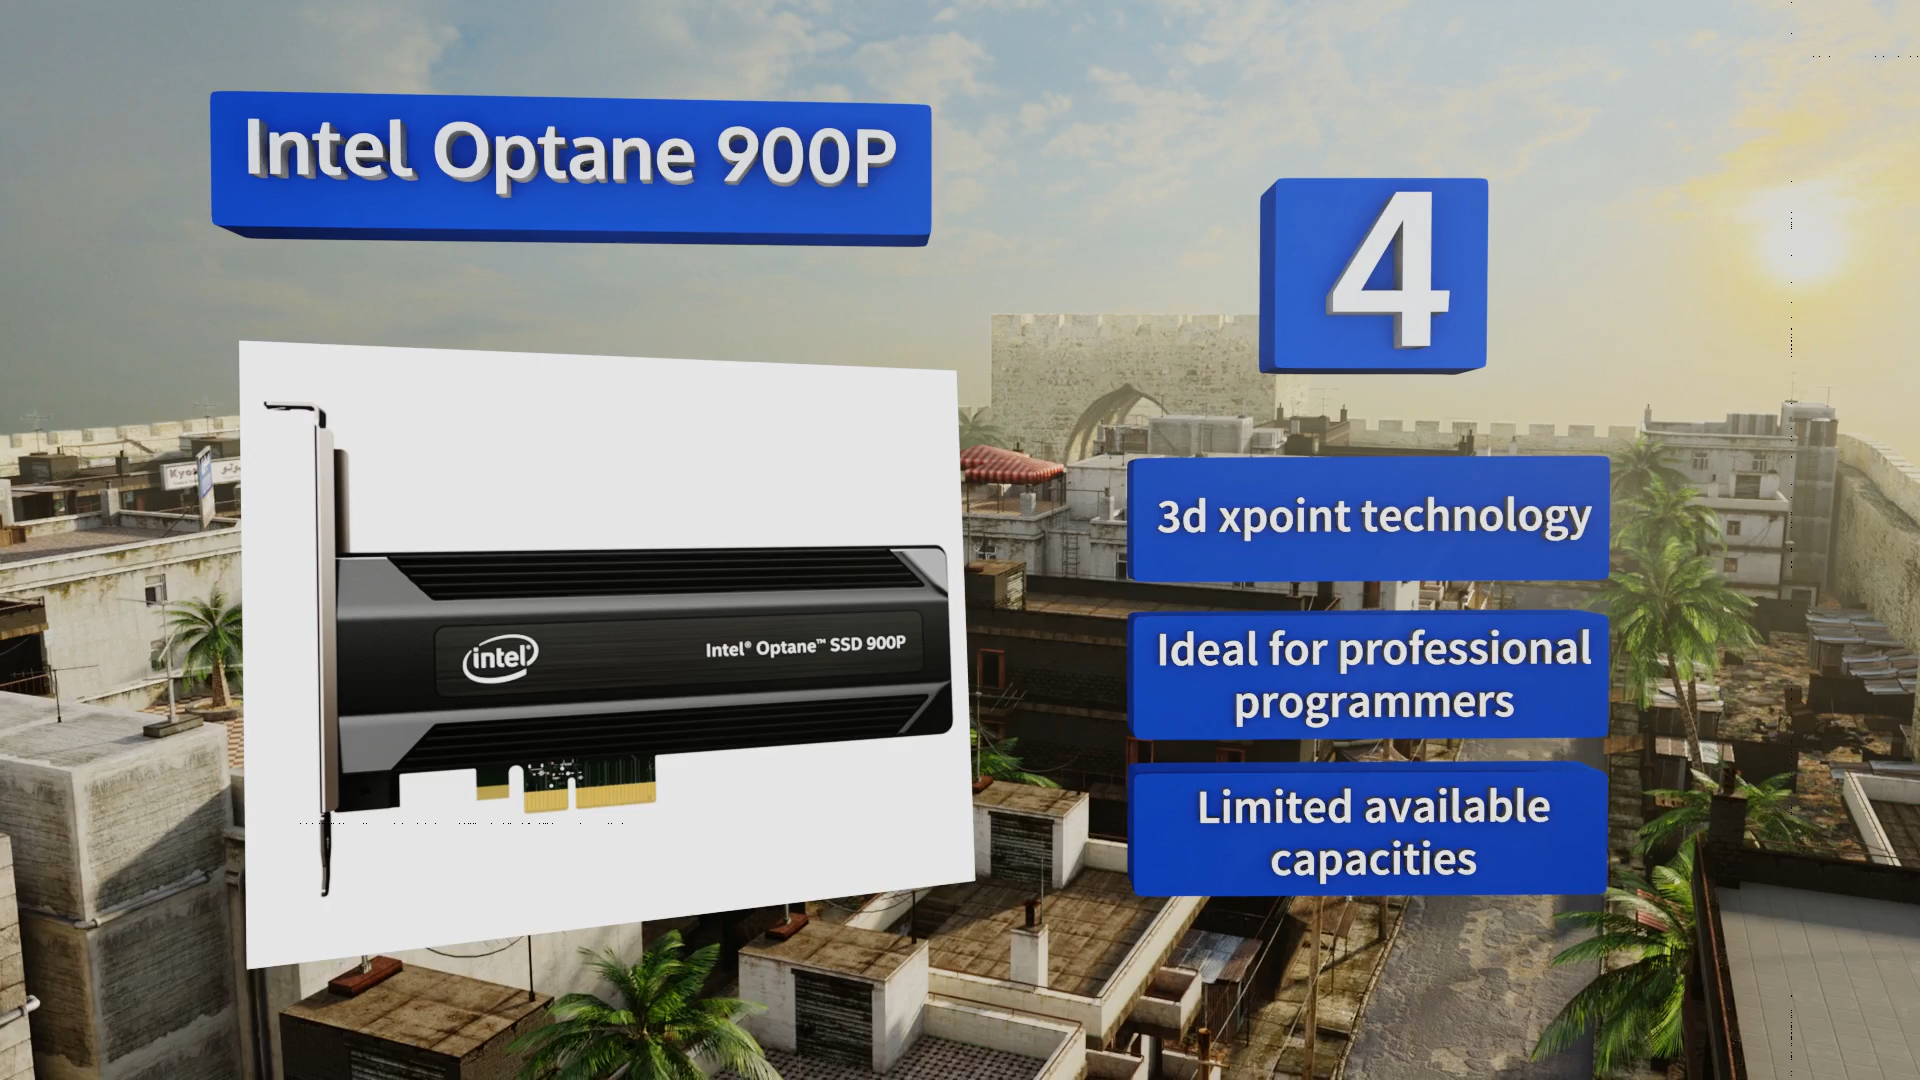 Intel Optane 900P
4
3d xpoint technology
Ideal for professional
programmers
Limited available
capacities
intel
Intel® Optane™ SSD 900P